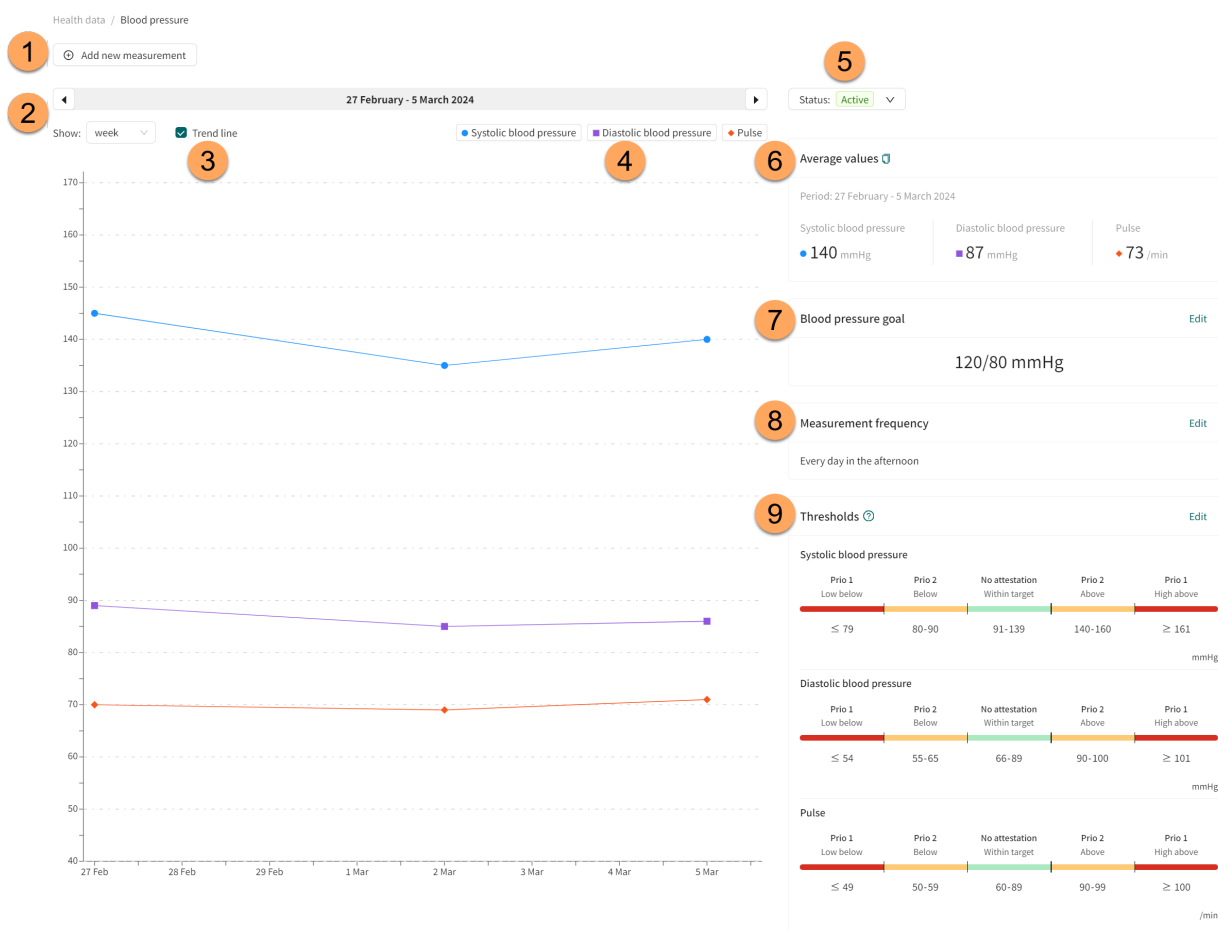 Health data / Blood pressure
1
Add new measurement
5
2
27 February - 5 March 2024
Status: Active
Show: week Trend line
Systolic blood pressure Diastolic blood pressure Pulse
3
4
6
Average values
Period: 27 February - 5 March 2024
Systolic blood pressure Diastolic blood pressure Pulse
140 mmHg 87 mmHg 73 /min
7
Blood pressure goal Edit
120/80 mmHg
8
Measurement frequency Edit
Every day in the afternoon
9
Thresholds Edit
Systolic blood pressure
Prio 1 Prio 2 No attestation Prio 2 Prio 1
Low below Below Within target Above High above
≤ 79 80-90 91-139 140-160 ≥ 161
mmHg
Diastolic blood pressure
Prio 1 Prio 2 No attestation Prio 2 Prio 1
Low below Below Within target Above High above
≤ 54 55-65 66-89 90-100 ≥ 101
mmHg
Pulse
Prio 1 Prio 2 No attestation Prio 2 Prio 1
Low below Below Within target Above High above
≤ 49 50-59 60-89 90-99 ≥ 100
/min
170
160
150
140
130
120
110
100
90
80
70
60
50
40
27 Feb 28 Feb 29 Feb 1 Mar 2 Mar 3 Mar 4 Mar 5 Mar